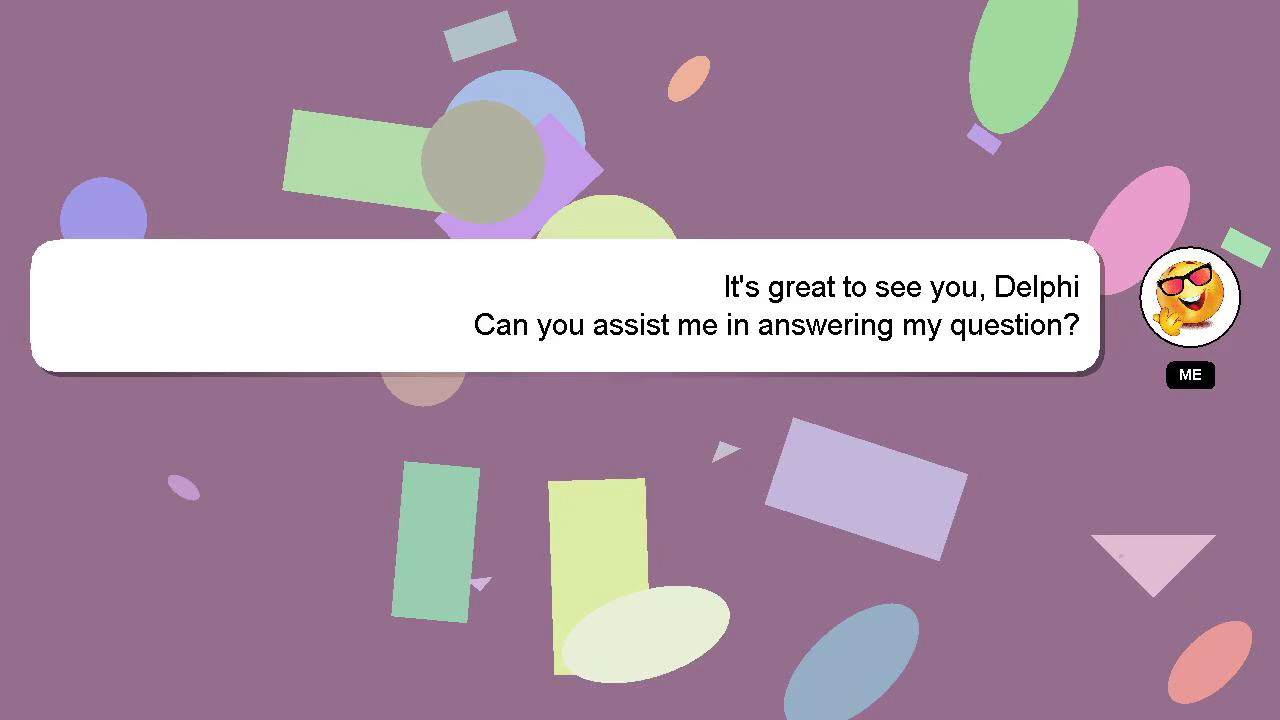 It's great to see you, Delphi
Can you assist me in answering my question?
ME